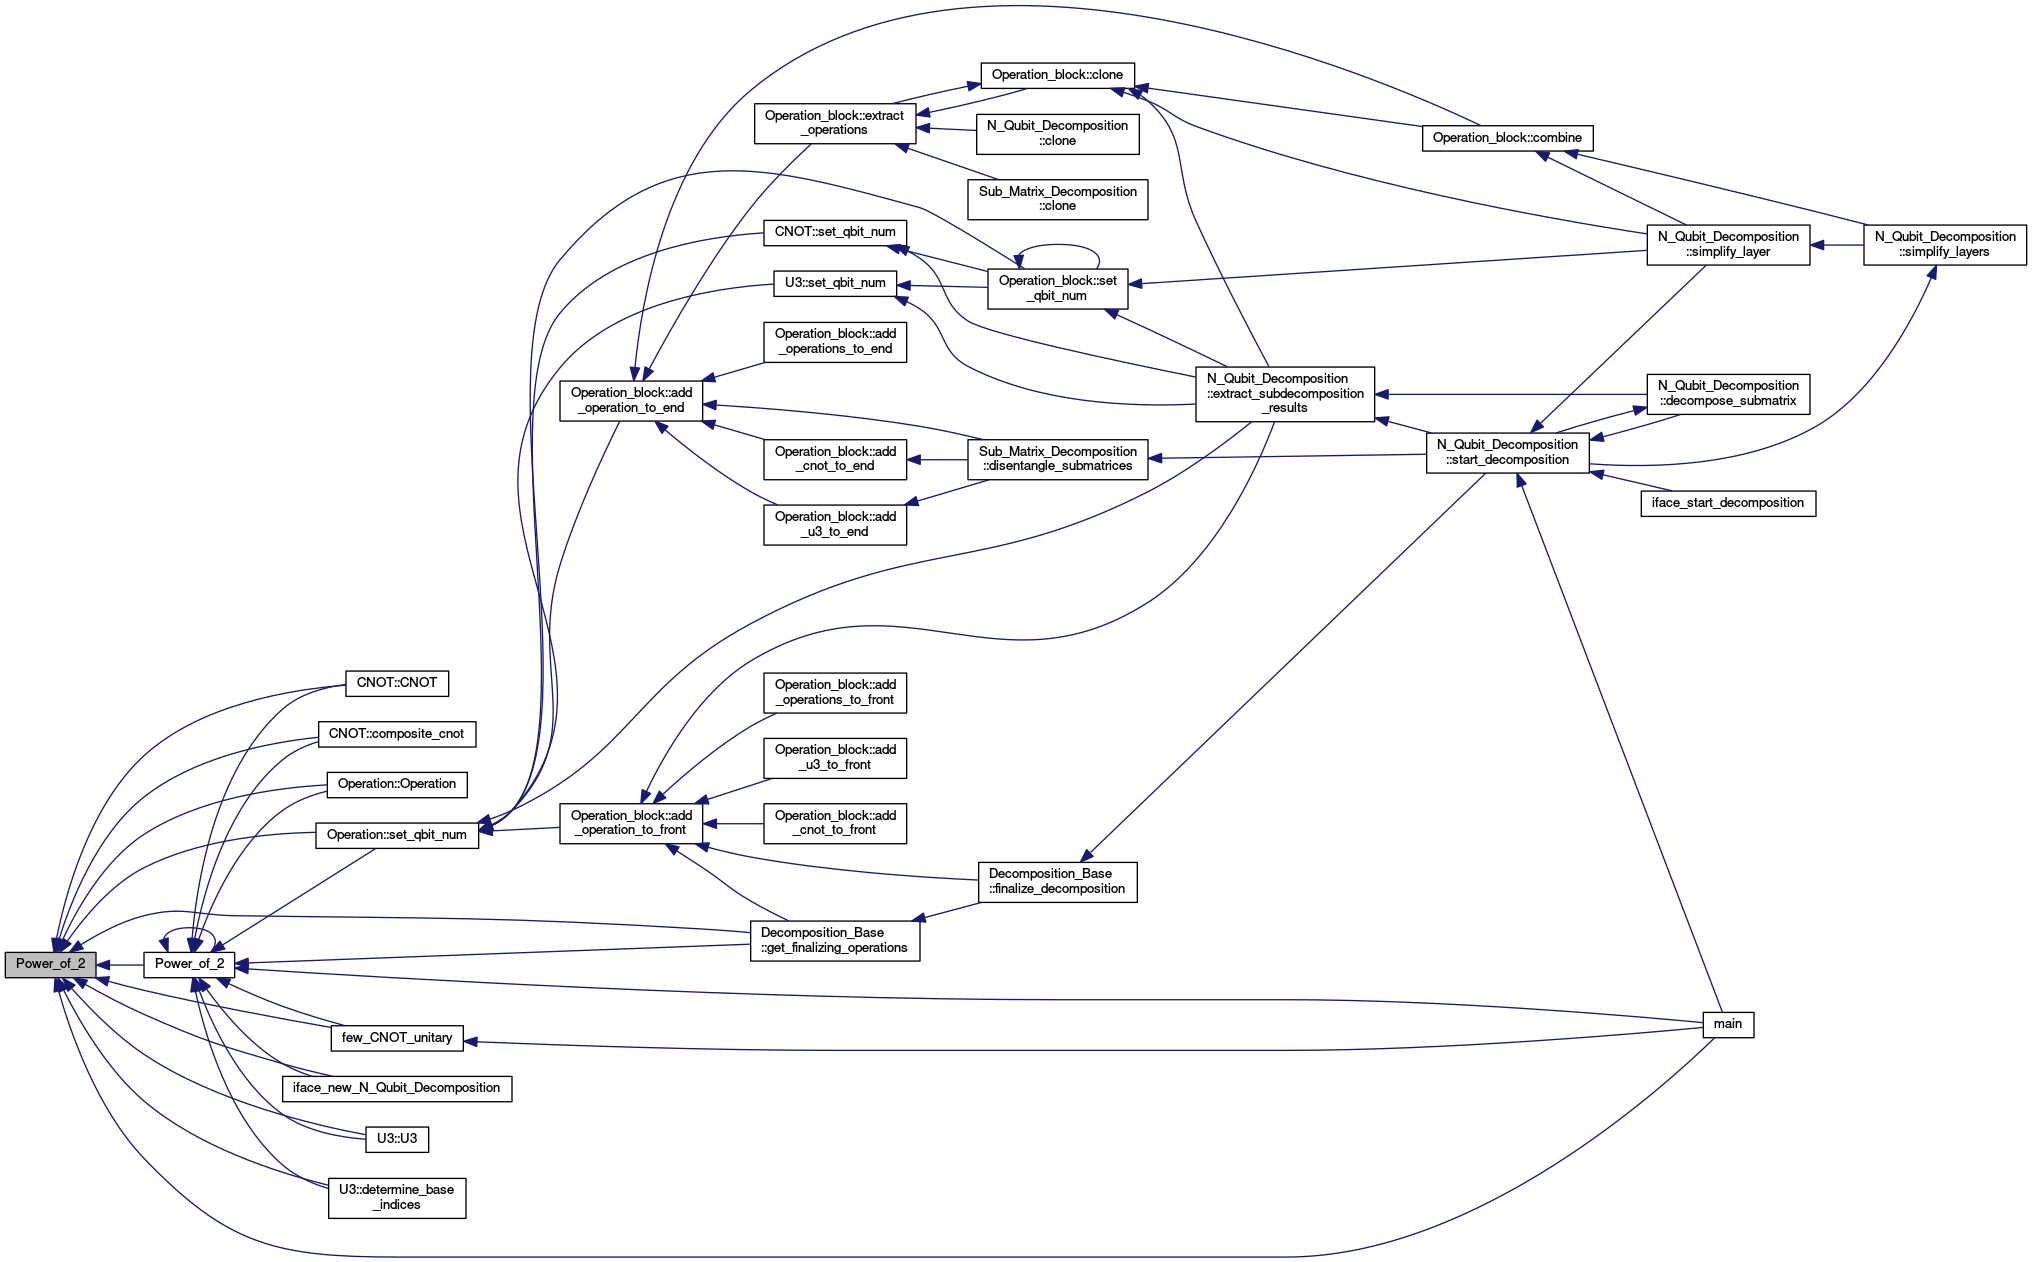 Operation_block::clone
Operation_block::extract
_operations
N_Qubit_Decomposition
::clone
Operation_block::combine
Sub_Matrix_Decomposition
::clone
CNOT::set_qbit_num
N_Qubit_Decomposition
::simplify_layer
N_Qubit_Decomposition
::simplify_layers
U3::set_qbit_num
Operation_block::set
_qbit_num
Operation_block::add
_operations_to_end
Operation_block::add
_operation_to_end
N_Qubit_Decomposition
::extract_subdecomposition
_results
N_Qubit_Decomposition
::decompose_submatrix
Operation_block::add
_cnot_to_end
Sub_Matrix_Decomposition
::disentangle_submatrices
N_Qubit_Decomposition
::start_decomposition
iface_start_decomposition
Operation_block::add
_u3_to_end
CNOT::CNOT
Operation_block::add
_operations_to_front
CNOT::composite_cnot
Operation_block::add
_u3_to_front
Operation::Operation
Operation::set_qbit_num
Operation_block::add
_operation_to_front
Operation_block::add
_cnot_to_front
Decomposition_Base
::finalize_decomposition
Decomposition_Base
::get_finalizing_operations
Power_of_2
Power_of_2
few_CNOT_unitary
main
iface_new_N_Qubit_Decomposition
U3::U3
U3::determine_base
_indices